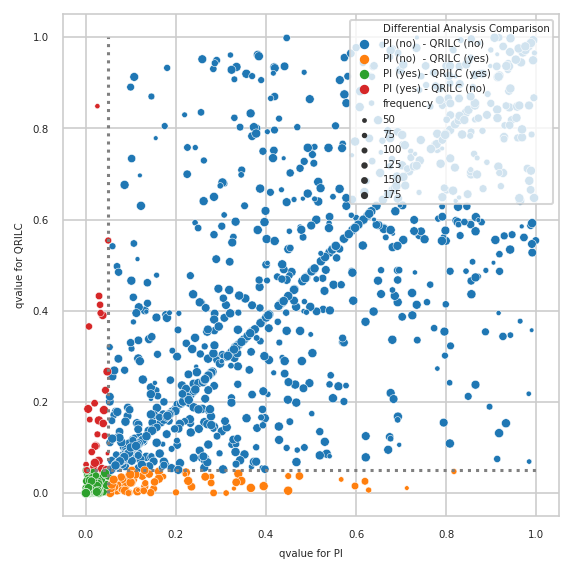 Differential Analysis Comparison
PI (no) - QRILC (no)
PI (no) - QRILC (yes)
PI (yes) - QRILC (yes)
PI (yes) - QRILC (no)
frequency
50
75
100
125
150
175
1.0
0.8
0.6
0.4
0.2
0.0
qvalue for QRILC
0.0 0.2 0.4 0.6 0.8 1.0
qvalue for PI